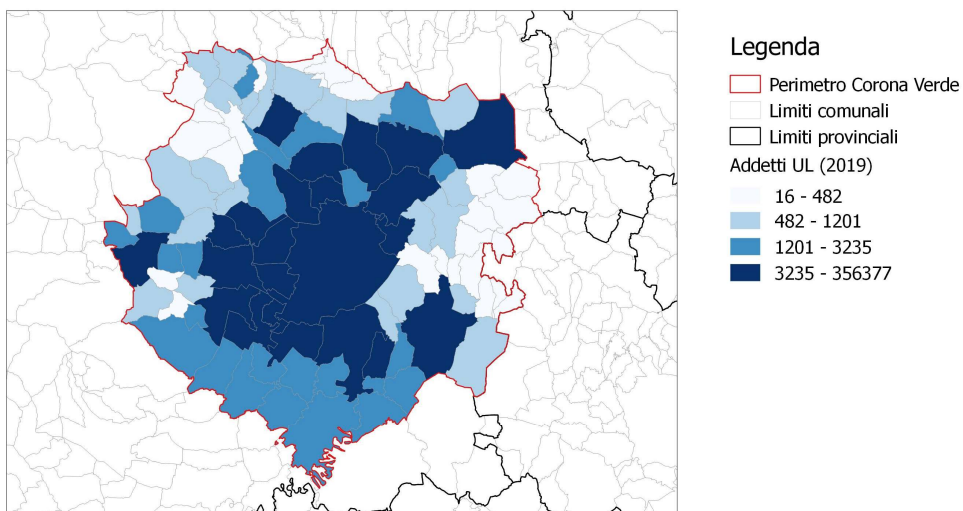 Legenda
Perimetro Corona Verde
Limiti comunali
Limiti provinciali
Addetti UL (2019)
16 - 482
482 - 1201
1201 - 3235
3235 - 356377